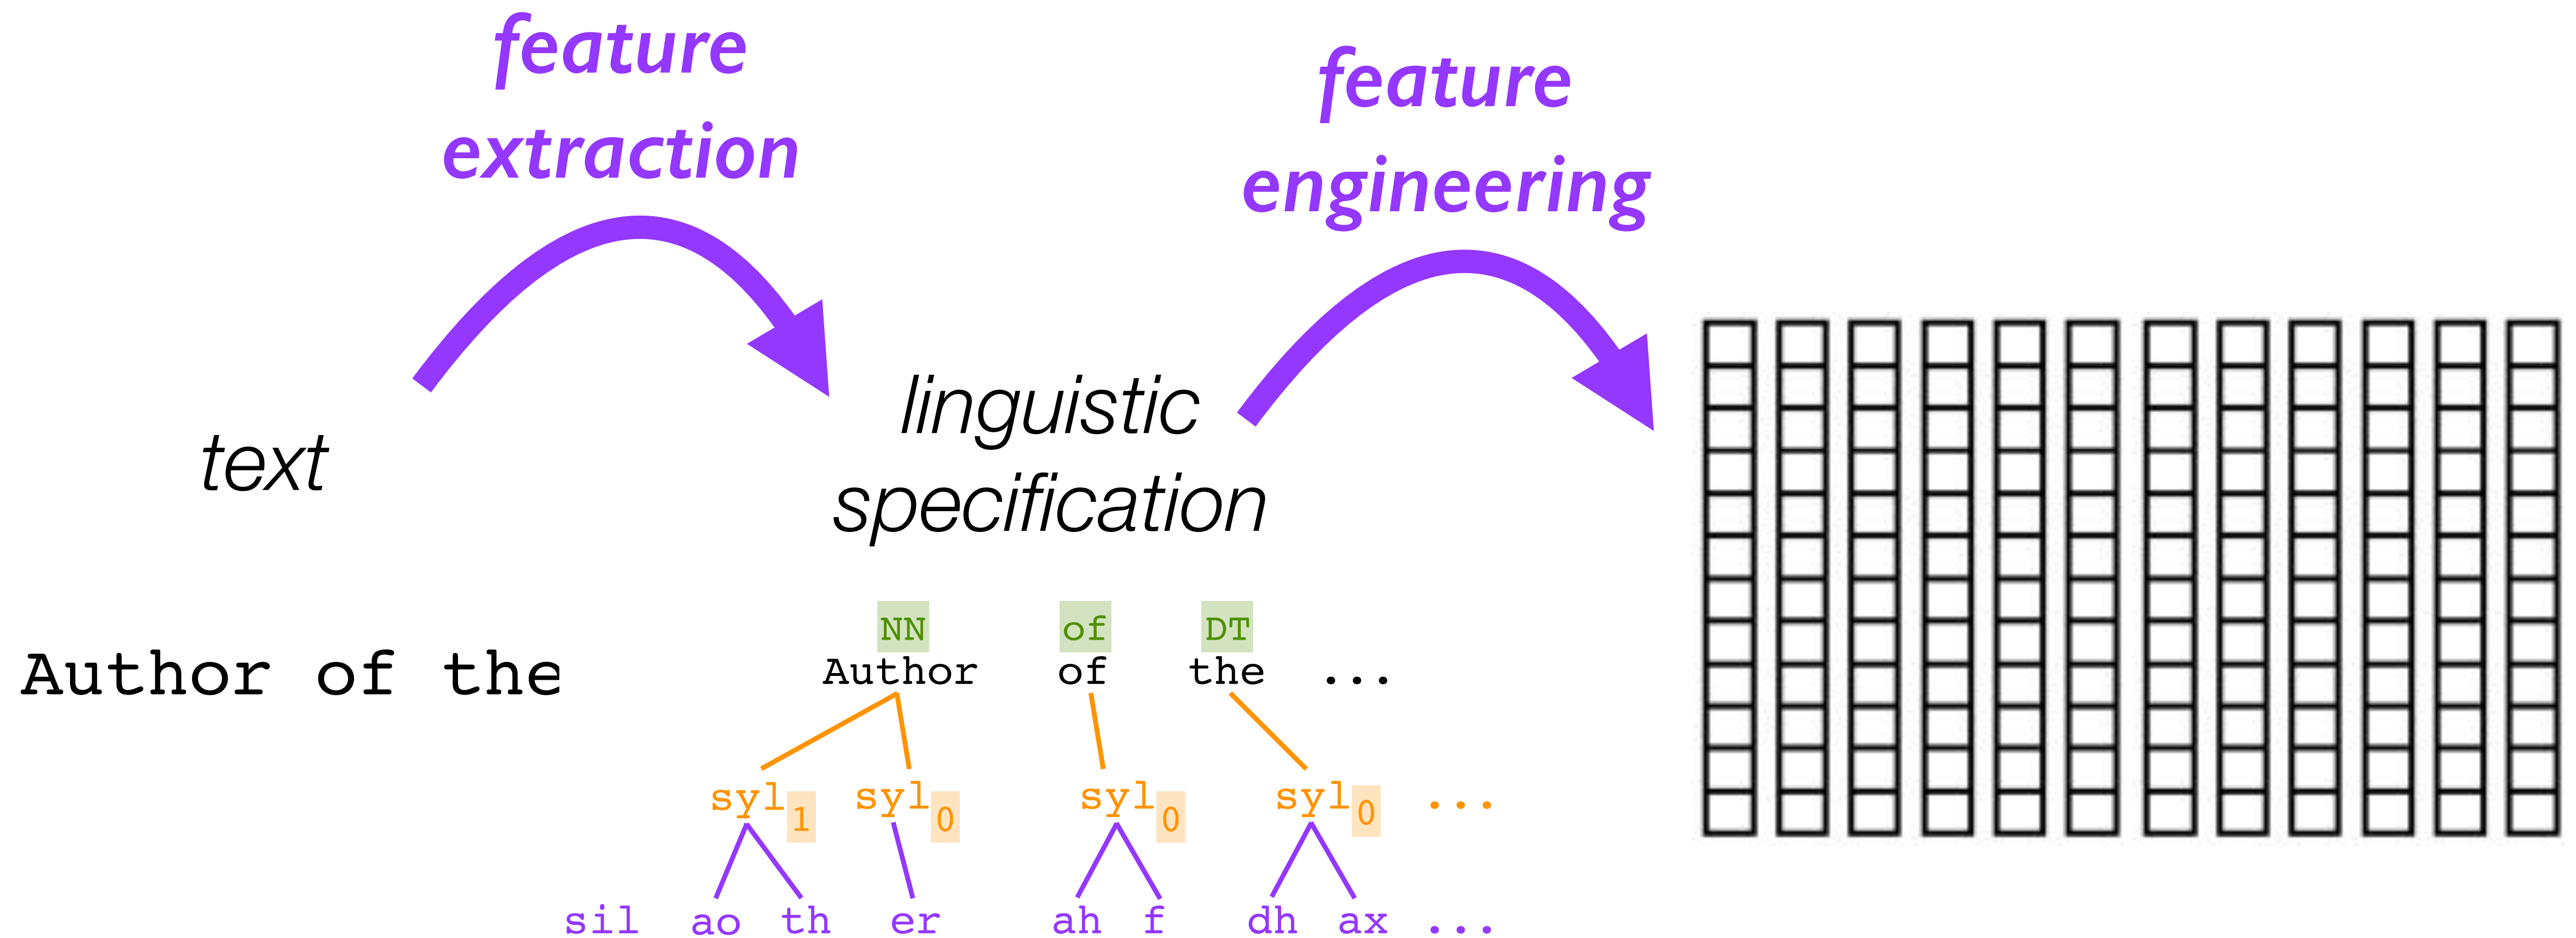 feature
extraction
feature
engineering
text
linguistic
specification
Author of the
NN of DT
Author of the ...
syl1 syl0 syl0 syl0 ...
sil ao th er ah f dh ax ...